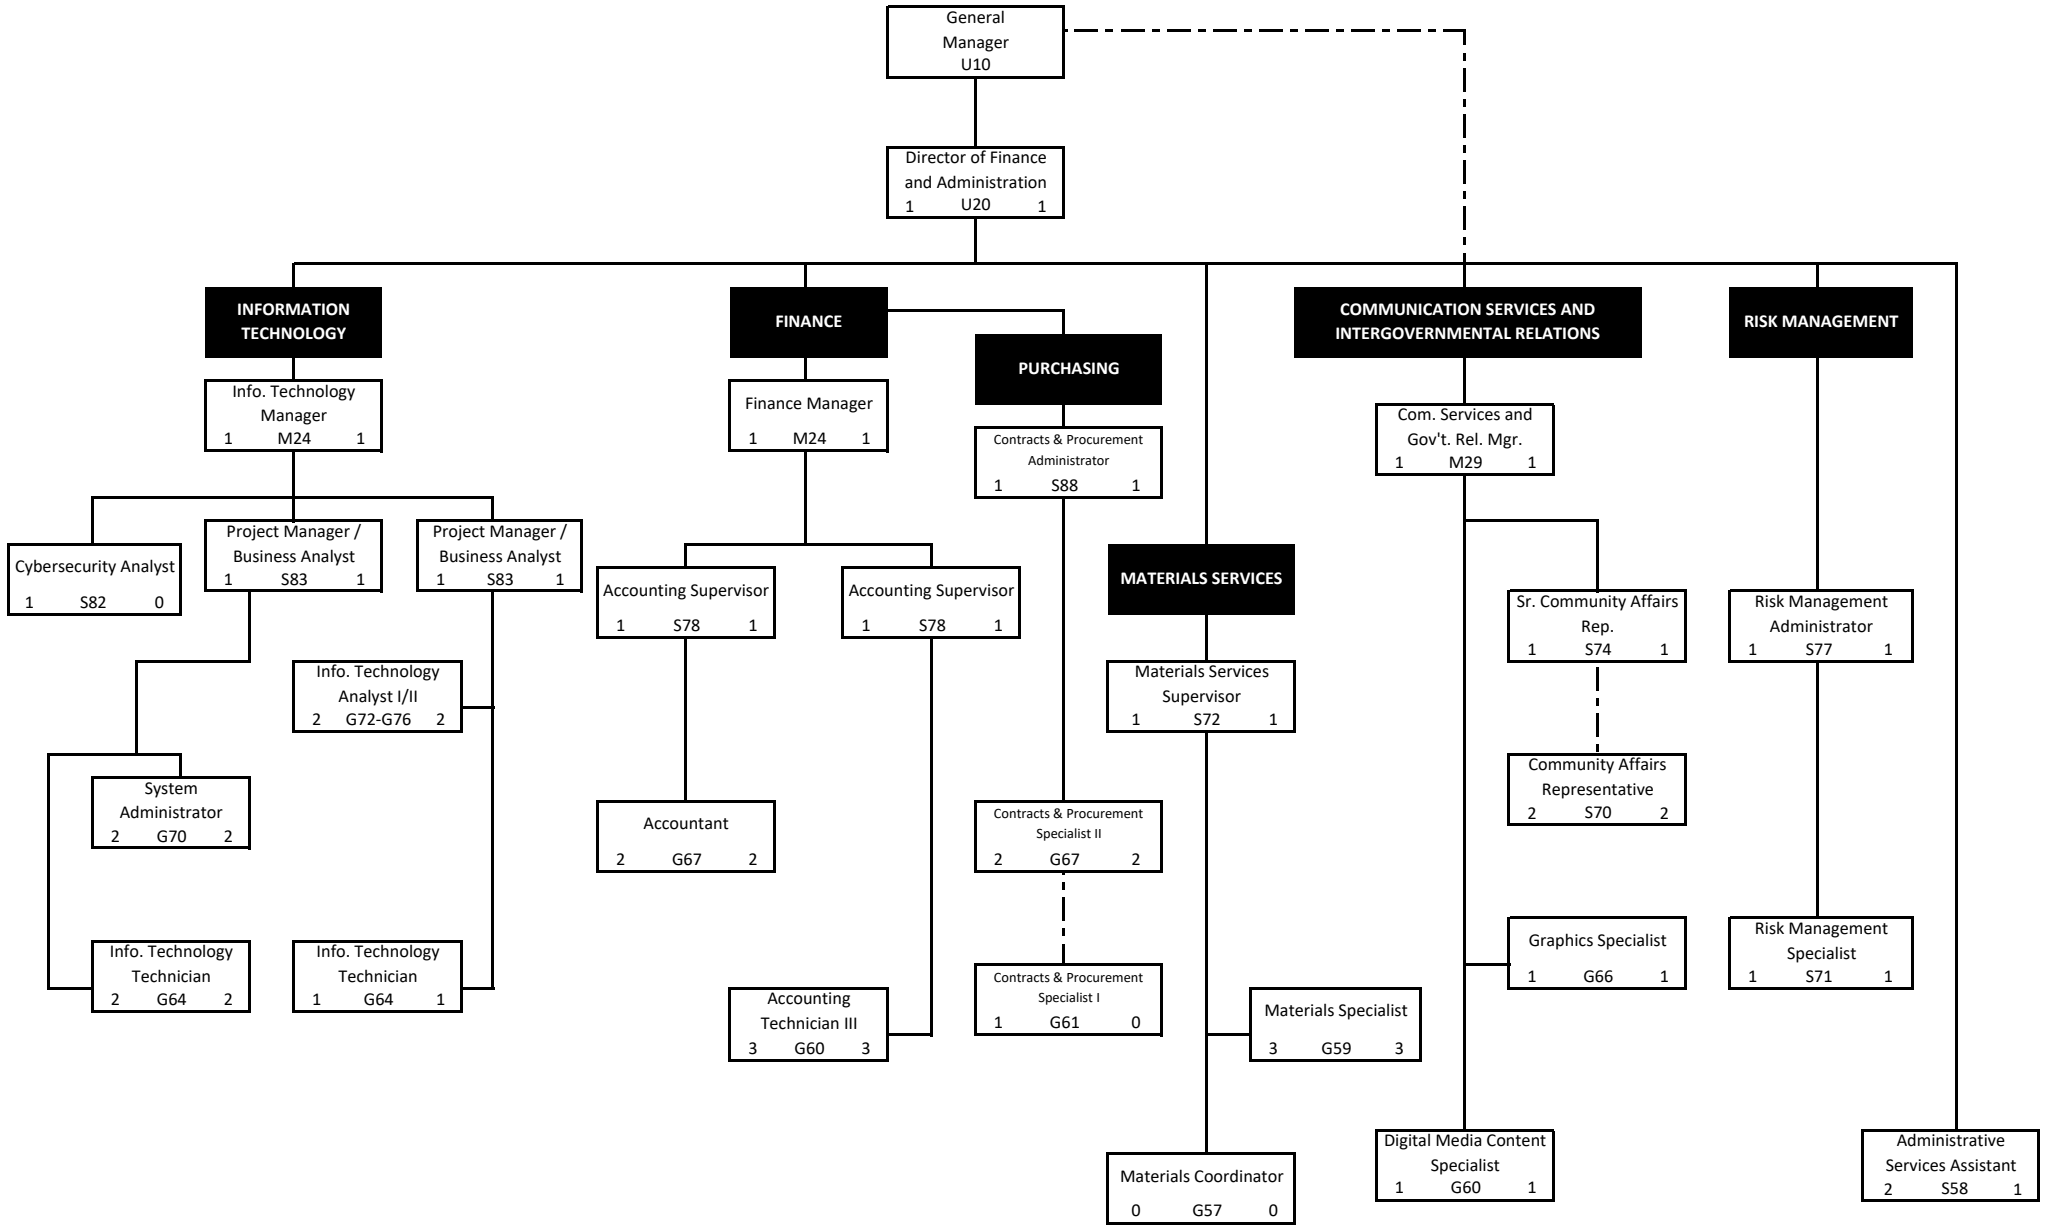 General
Manager
U10
Director of Finance
and Administration
1 U20 1
INFORMATION
TECHNOLOGY
Info. Technology
Manager
1 M24 1
Cybersecurity Analyst
1 S82 0
Project Manager /
Business Analyst
1 S83 1
Project Manager /
Business Analyst
1 S83 1
Info. Technology
Analyst I/II
2 G72-G76 2
System
Administrator
2 G70 2
Info. Technology
Technician
2 G64 2
Info. Technology
Technician
1 G64 1
FINANCE
Finance Manager
1 M24 1
Accounting Supervisor
1 S78 1
Accounting Supervisor
1 S78 1
Accountant
2 G67 2
Accounting
Technician III
3 G60 3
PURCHASING
Contracts & Procurement
Administrator
1 S88 1
Contracts & Procurement
Specialist II
2 G67 2
Contracts & Procurement
Specialist I
1 G61 0
MATERIALS SERVICES
Materials Services
Supervisor
1 S72 1
Materials Specialist
3 G59 3
Materials Coordinator
0 G57 0
COMMUNICATION SERVICES AND
INTERGOVERNMENTAL RELATIONS
Com. Services and
Gov't. Rel. Mgr.
1 M29 1
Sr. Community Affairs
Rep.
1 S74 1
Community Affairs
Representative
2 S70 2
Graphics Specialist
1 G66 1
Digital Media Content
Specialist
1 G60 1
RISK MANAGEMENT
Risk Management
Administrator
1 S77 1
Risk Management
Specialist
1 S71 1
Administrative
Services Assistant
2 S58 1